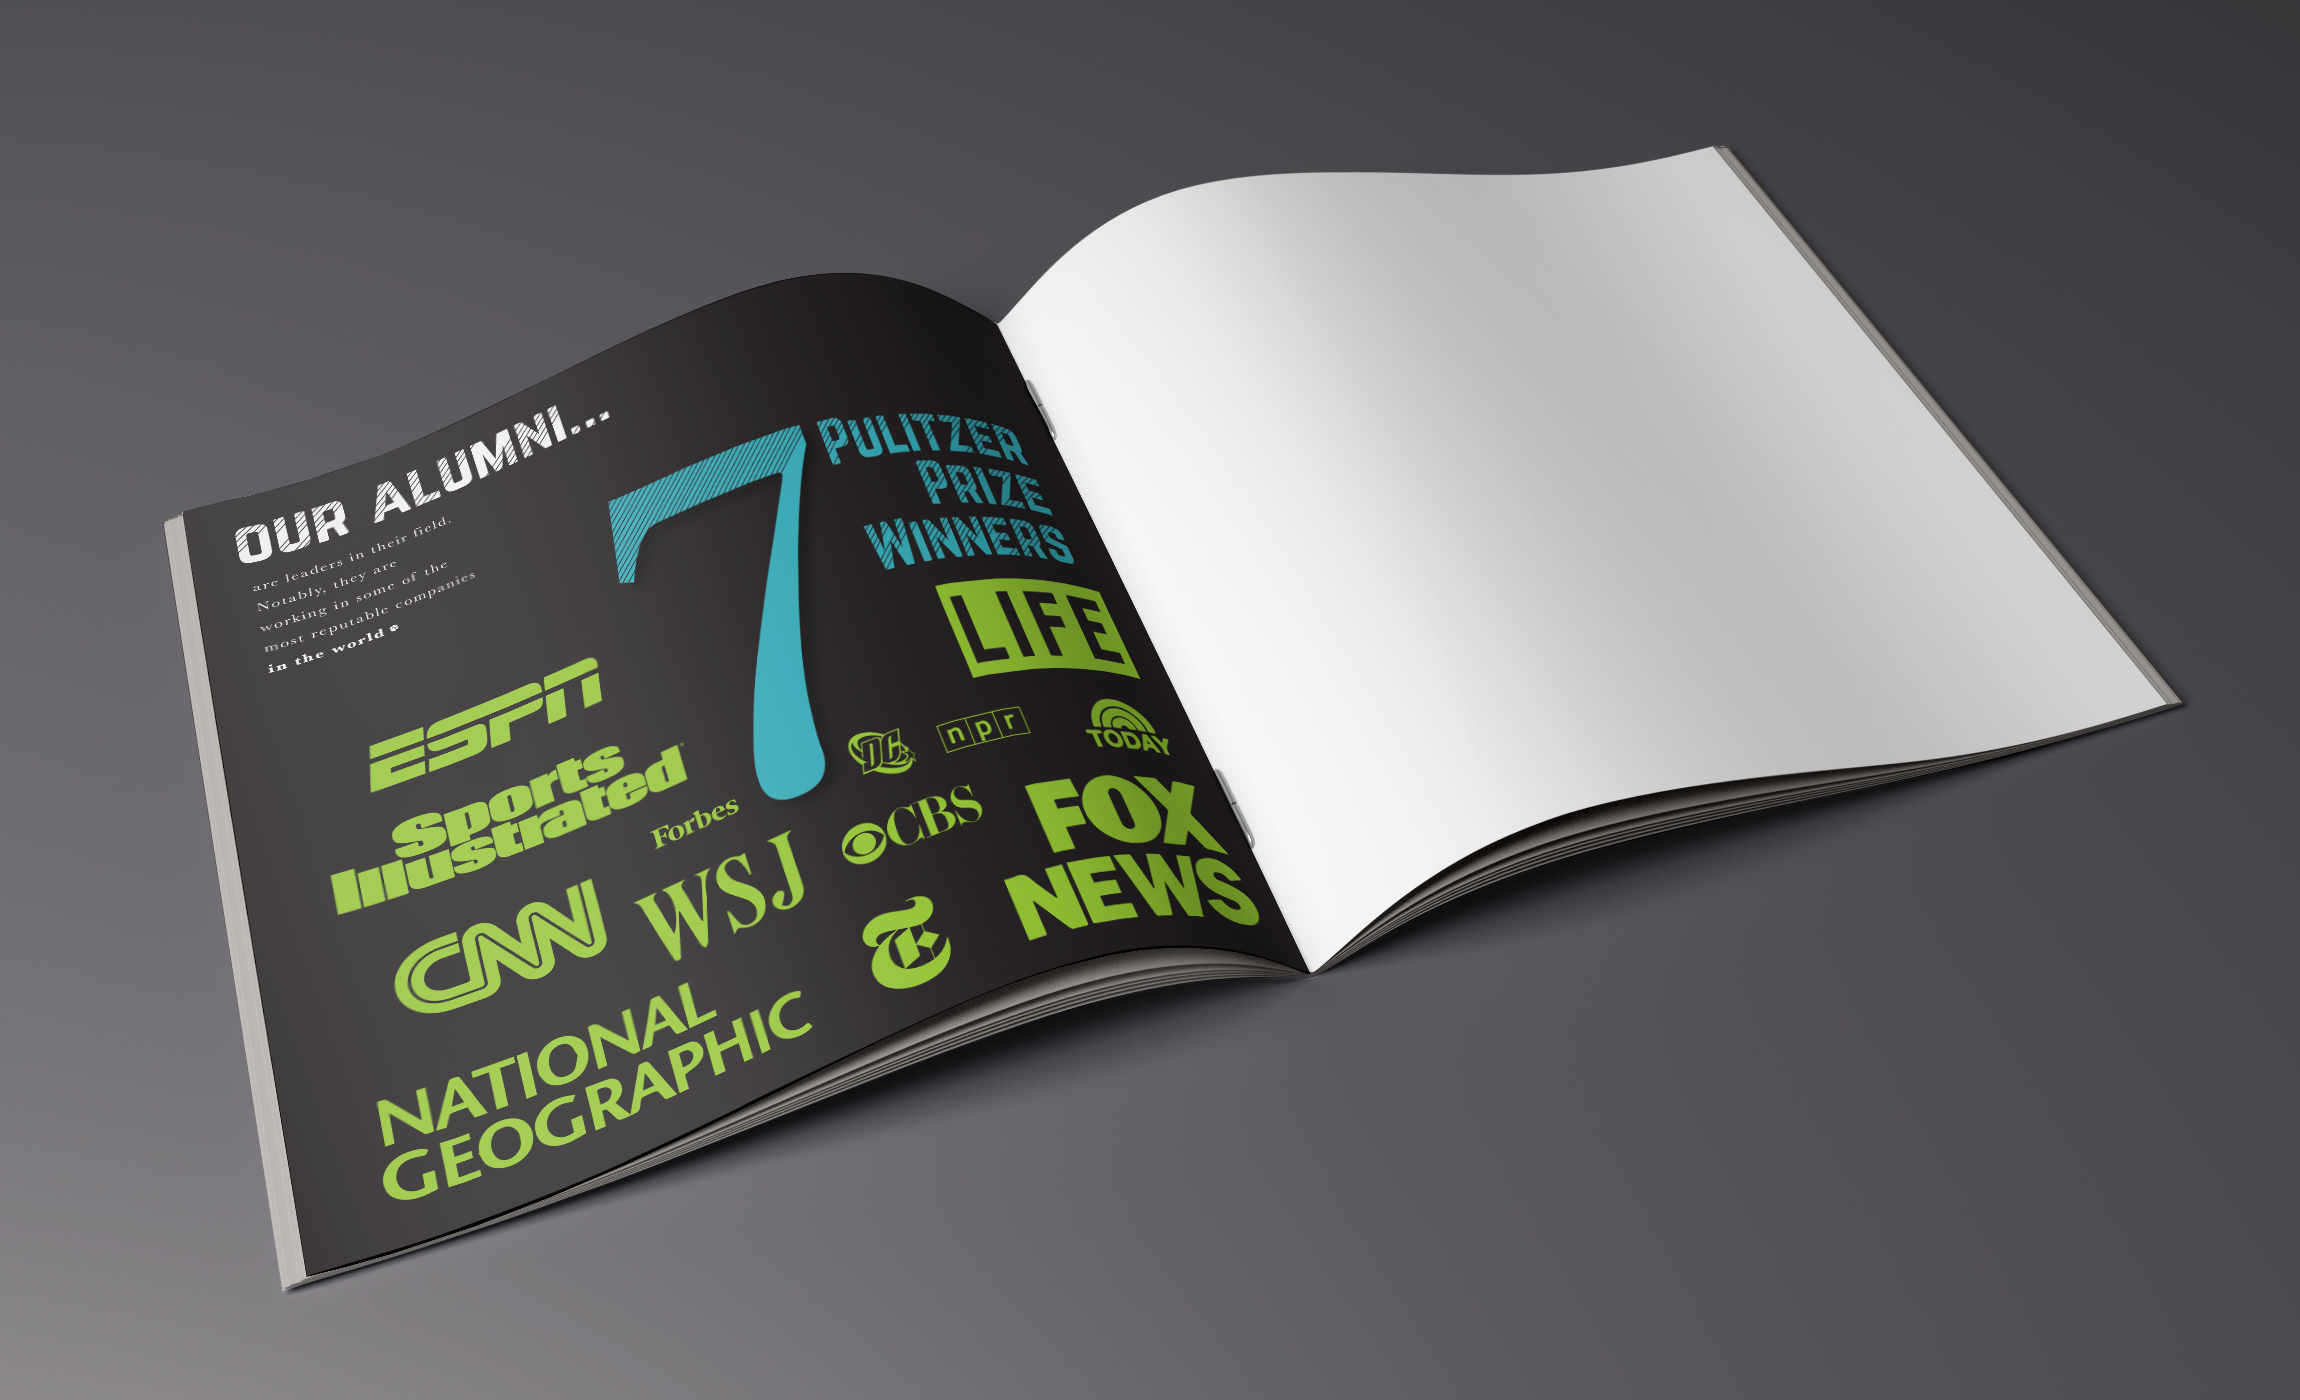 OUR ALUMNI...
are leaders in their field.
Notably, they are
working in some of the
most reputable companies
in the world
7
PULITZER
PRIZE
WINNERS
LIFE
ESPN
Sports
Illustrated
Forbes
DC
npr
TODAY
CBS
FOX
NEWS
CNN
WSJ
T
NATIONAL
GEOGRAPHIC